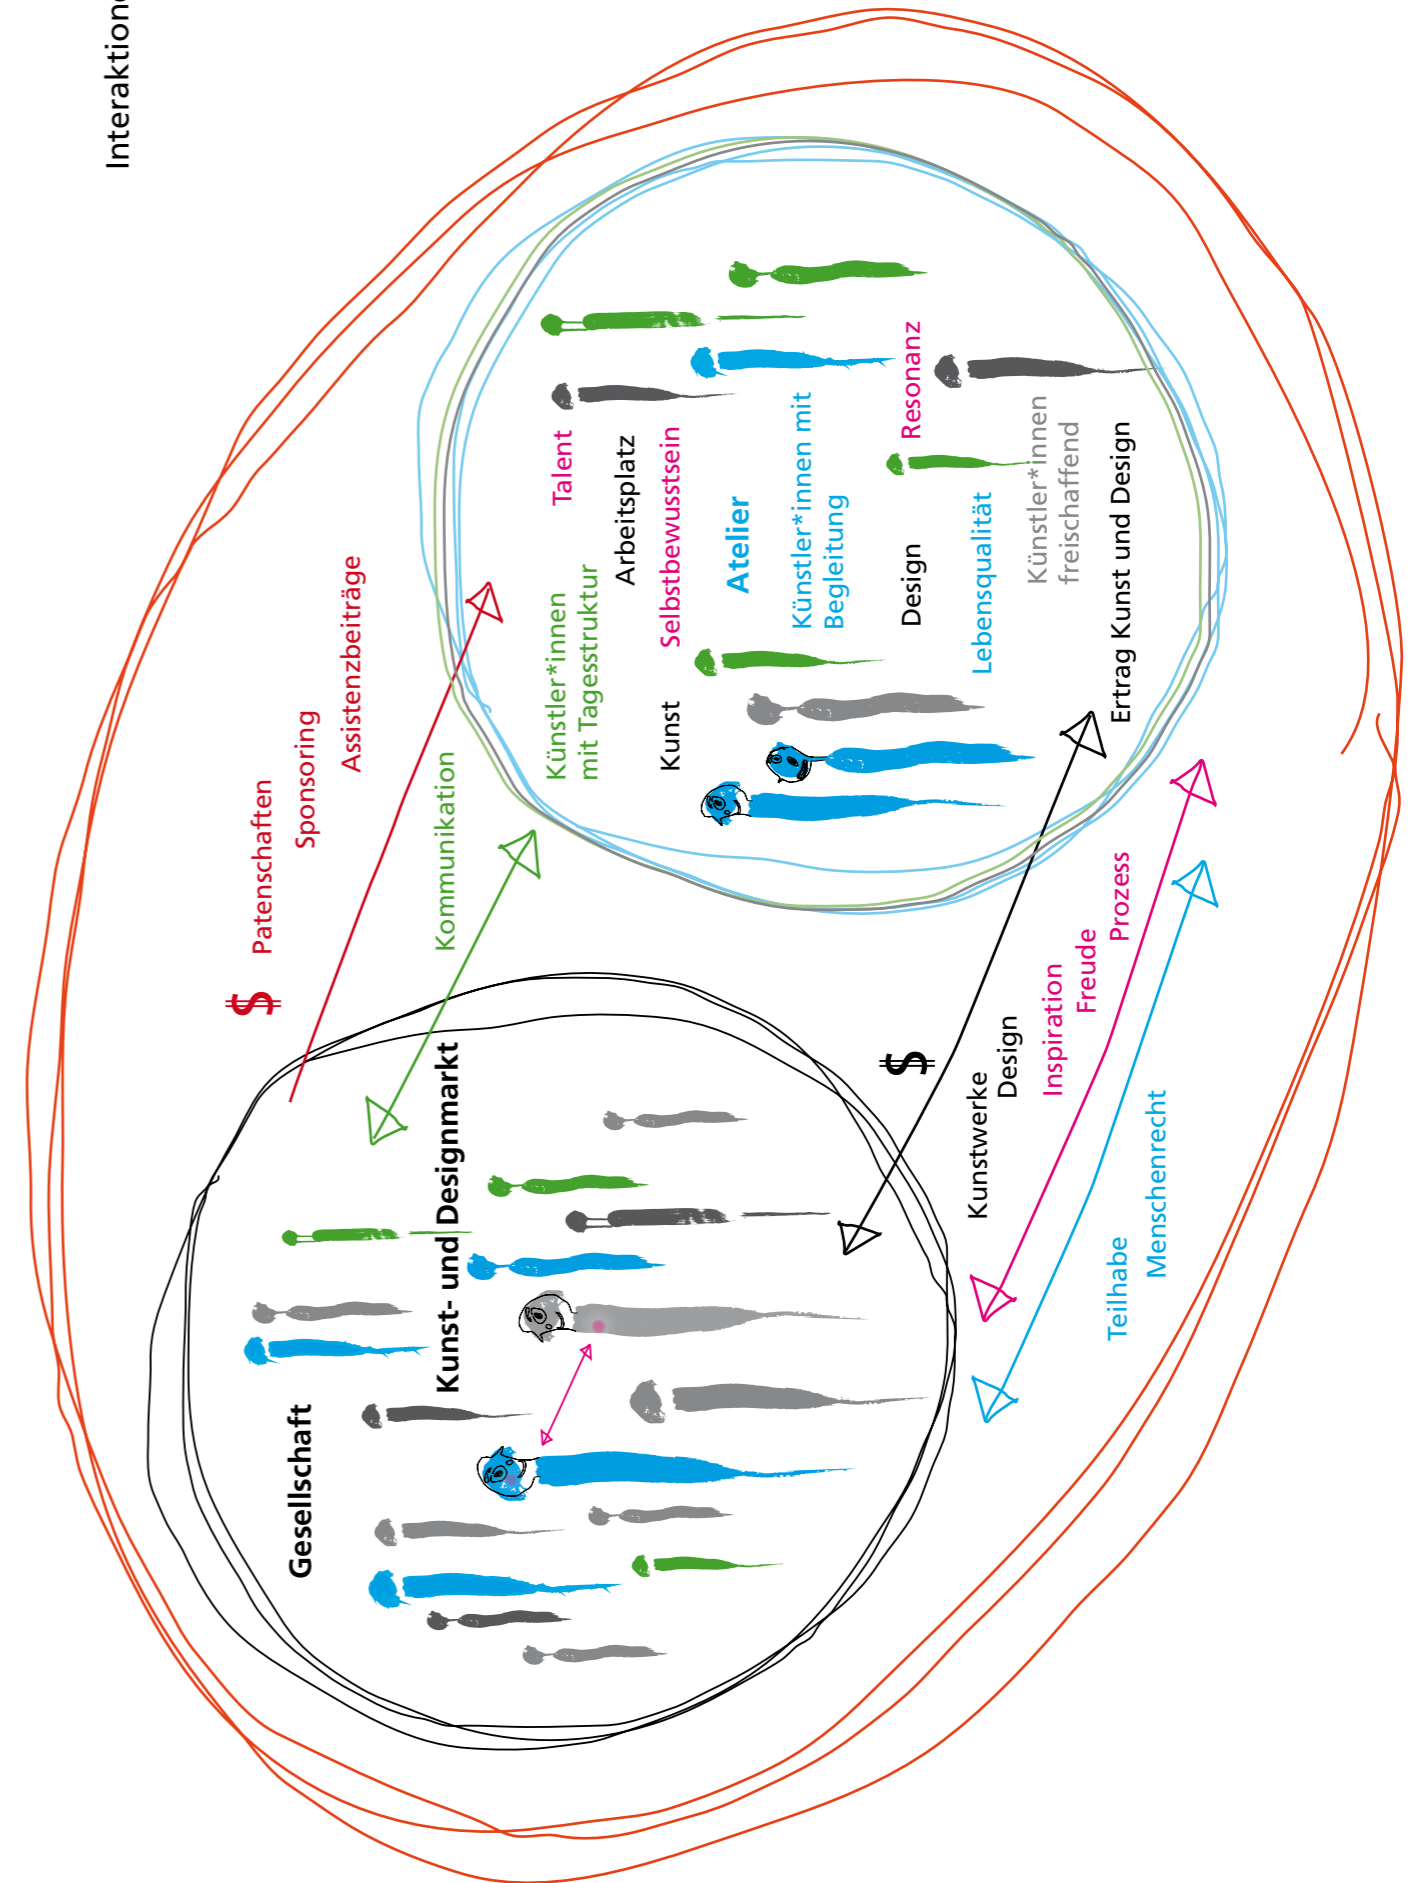 Interaktion
$
Patenschaften
Sponsoring
Assistenzbeiträge
Kommunikation
Gesellschaft
Kunst- und Designmarkt
Künstler*innen
mit Tagesstruktur
Talent
Arbeitsplatz
Kunst
Selbstbewusstsein
Atelier
Künstler*innen mit
Begleitung
Design
Resonanz
Lebensqualität
Künstler*innen
freischaffend
Ertrag Kunst und Design
$
Kunstwerke
Design
Inspiration
Freude
Prozess
Teilhabe
Menschenrecht